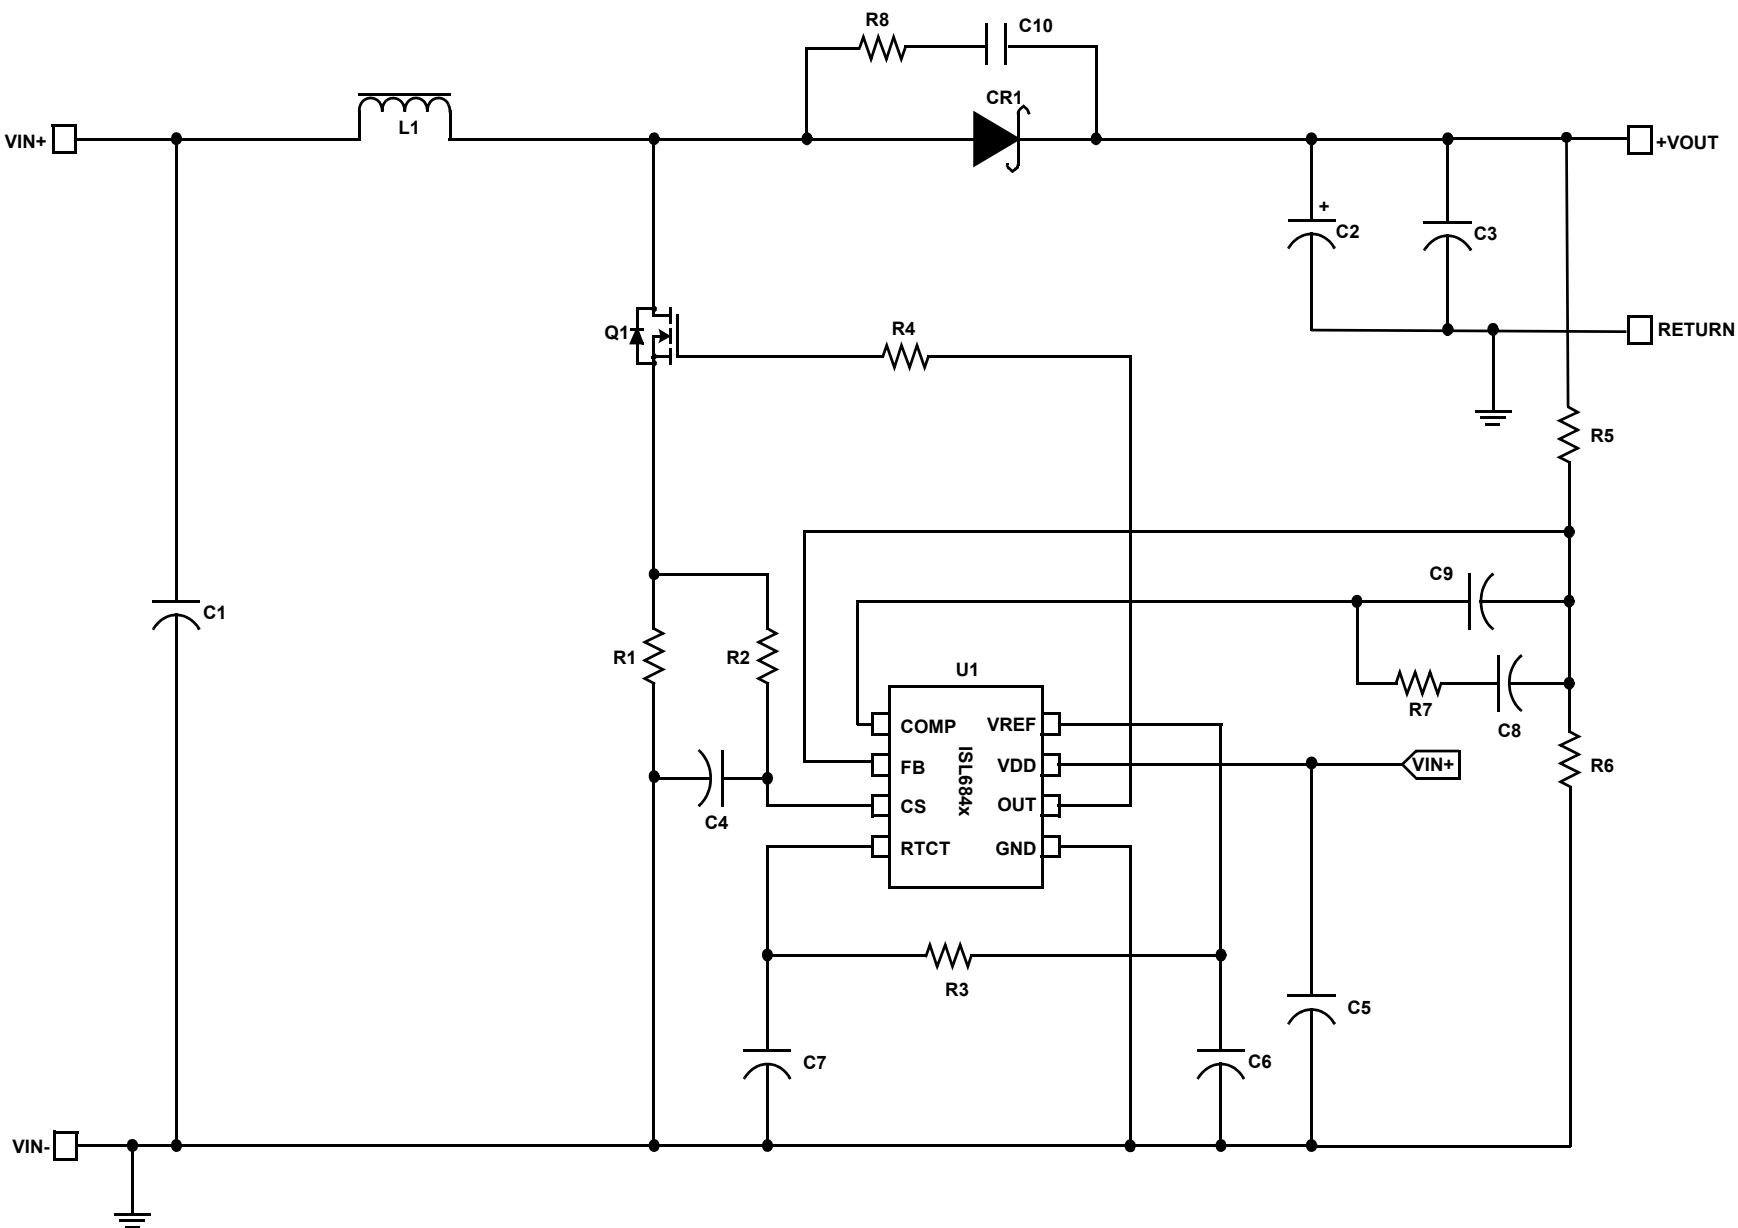 R8
C10
CR1
L1
VIN+
+VOUT
+
C2
C3
Q1
R4
RETURN
R5
C9
C1
R1
R2
U1
R7
C8
COMP
VREF
FB
VDD
VIN+
R6
CS
OUT
ISL684x
C4
RTCT
GND
R3
C5
C7
C6
VIN-